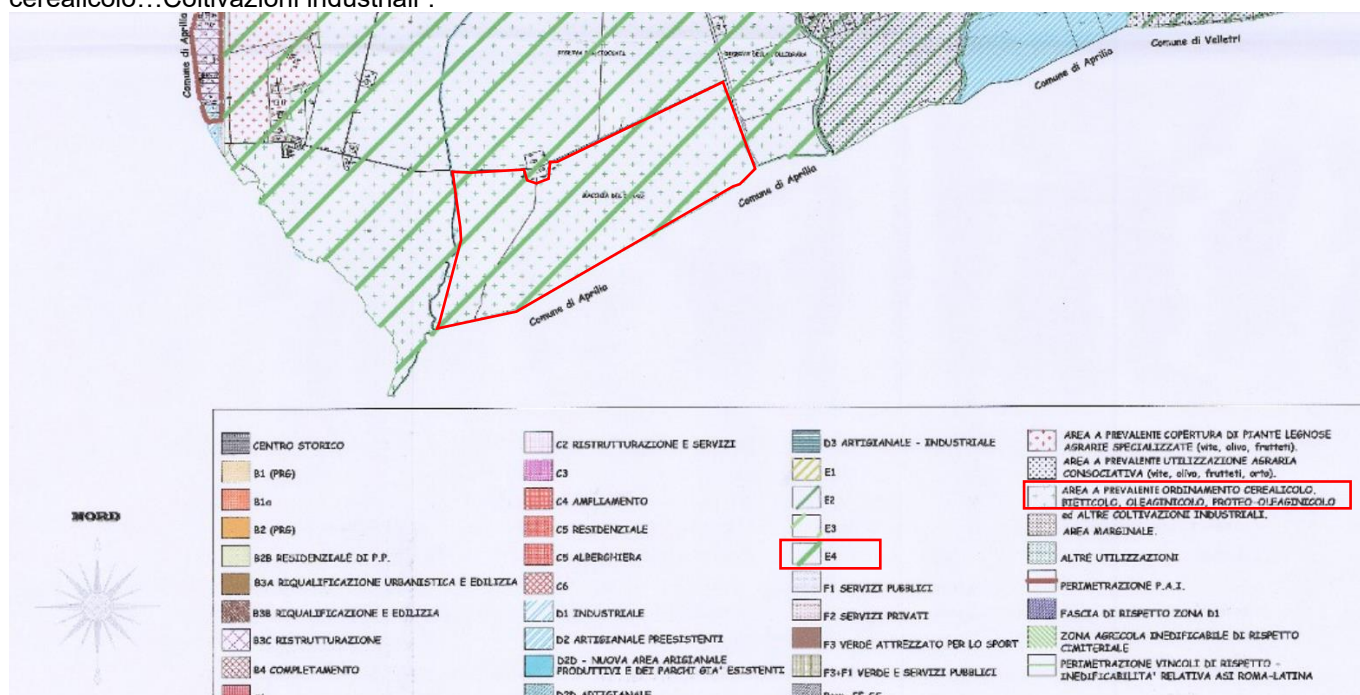 cerealicolo…Coltivazioni industriali".
Comune di Aprilia
Comune di Velletri
Comune di Aprilia
Comune di Aprilia
Comune di Aprilia
NORD
CENTRO STORICO
B1 (PRG)
B1a
B2 (PRG)
B2B RESIDENZIALE DI P.P.
B3A RIQUALIFICAZIONE URBANISTICA E EDILIZIA
B3B RIQUALIFICAZIONE E EDILIZIA
B3C RISTRUTTURAZIONE
B4 COMPLETAMENTO
C2 RISTRUTTURAZIONE E SERVIZI
C3
C4 AMPLIAMENTO
C5 RESIDENZIALE
C5 ALBERGHIERA
C6
D1 INDUSTRIALE
D2 ARTIGIANALE PREESISTENTI
D2D - NUOVA AREA ARIGIANALE
PRODUTTIVI E DEI PARCHI GIA' ESISTENTI
D2D ARTIGIANALE
D3 ARTIGIANALE - INDUSTRIALE
E1
E2
E3
E4
F1 SERVIZI PUBBLICI
F2 SERVIZI PRIVATI
F3 VERDE ATTREZZATO PER LO SPORT
F3+F1 VERDE E SERVIZI PUBBLICI
AREA A PREVALENTE COPERTURA DI PIANTE LEGNOSE
AGRARIE SPECIALIZZATE (vite, olivo, frutteti).
AREA A PREVALENTE UTILIZZAZIONE AGRARIA
CONSOCIATIVA (vite, olivo, frutteti, orto).
AREA A PREVALENTE ORDINAMENTO CEREALICOLO,
BIETTICOLO, OLEAGINICOLO, PROTEO-OLEAGINICOLO
ed ALTRE COLTIVAZIONI INDUSTRIALI.
AREA MARGINALE.
ALTRE UTILIZZAZIONI
PERIMETRAZIONE P.A.I.
FASCIA DI RISPETTO ZONA D1
ZONA AGRICOLA INEDIFICABILE DI RISPETTO
CIMITERIALE
PERIMETRAZIONE VINCOLI DI RISPETTO -
INEDIFICABILITA' RELATIVA ASI ROMA-LATINA